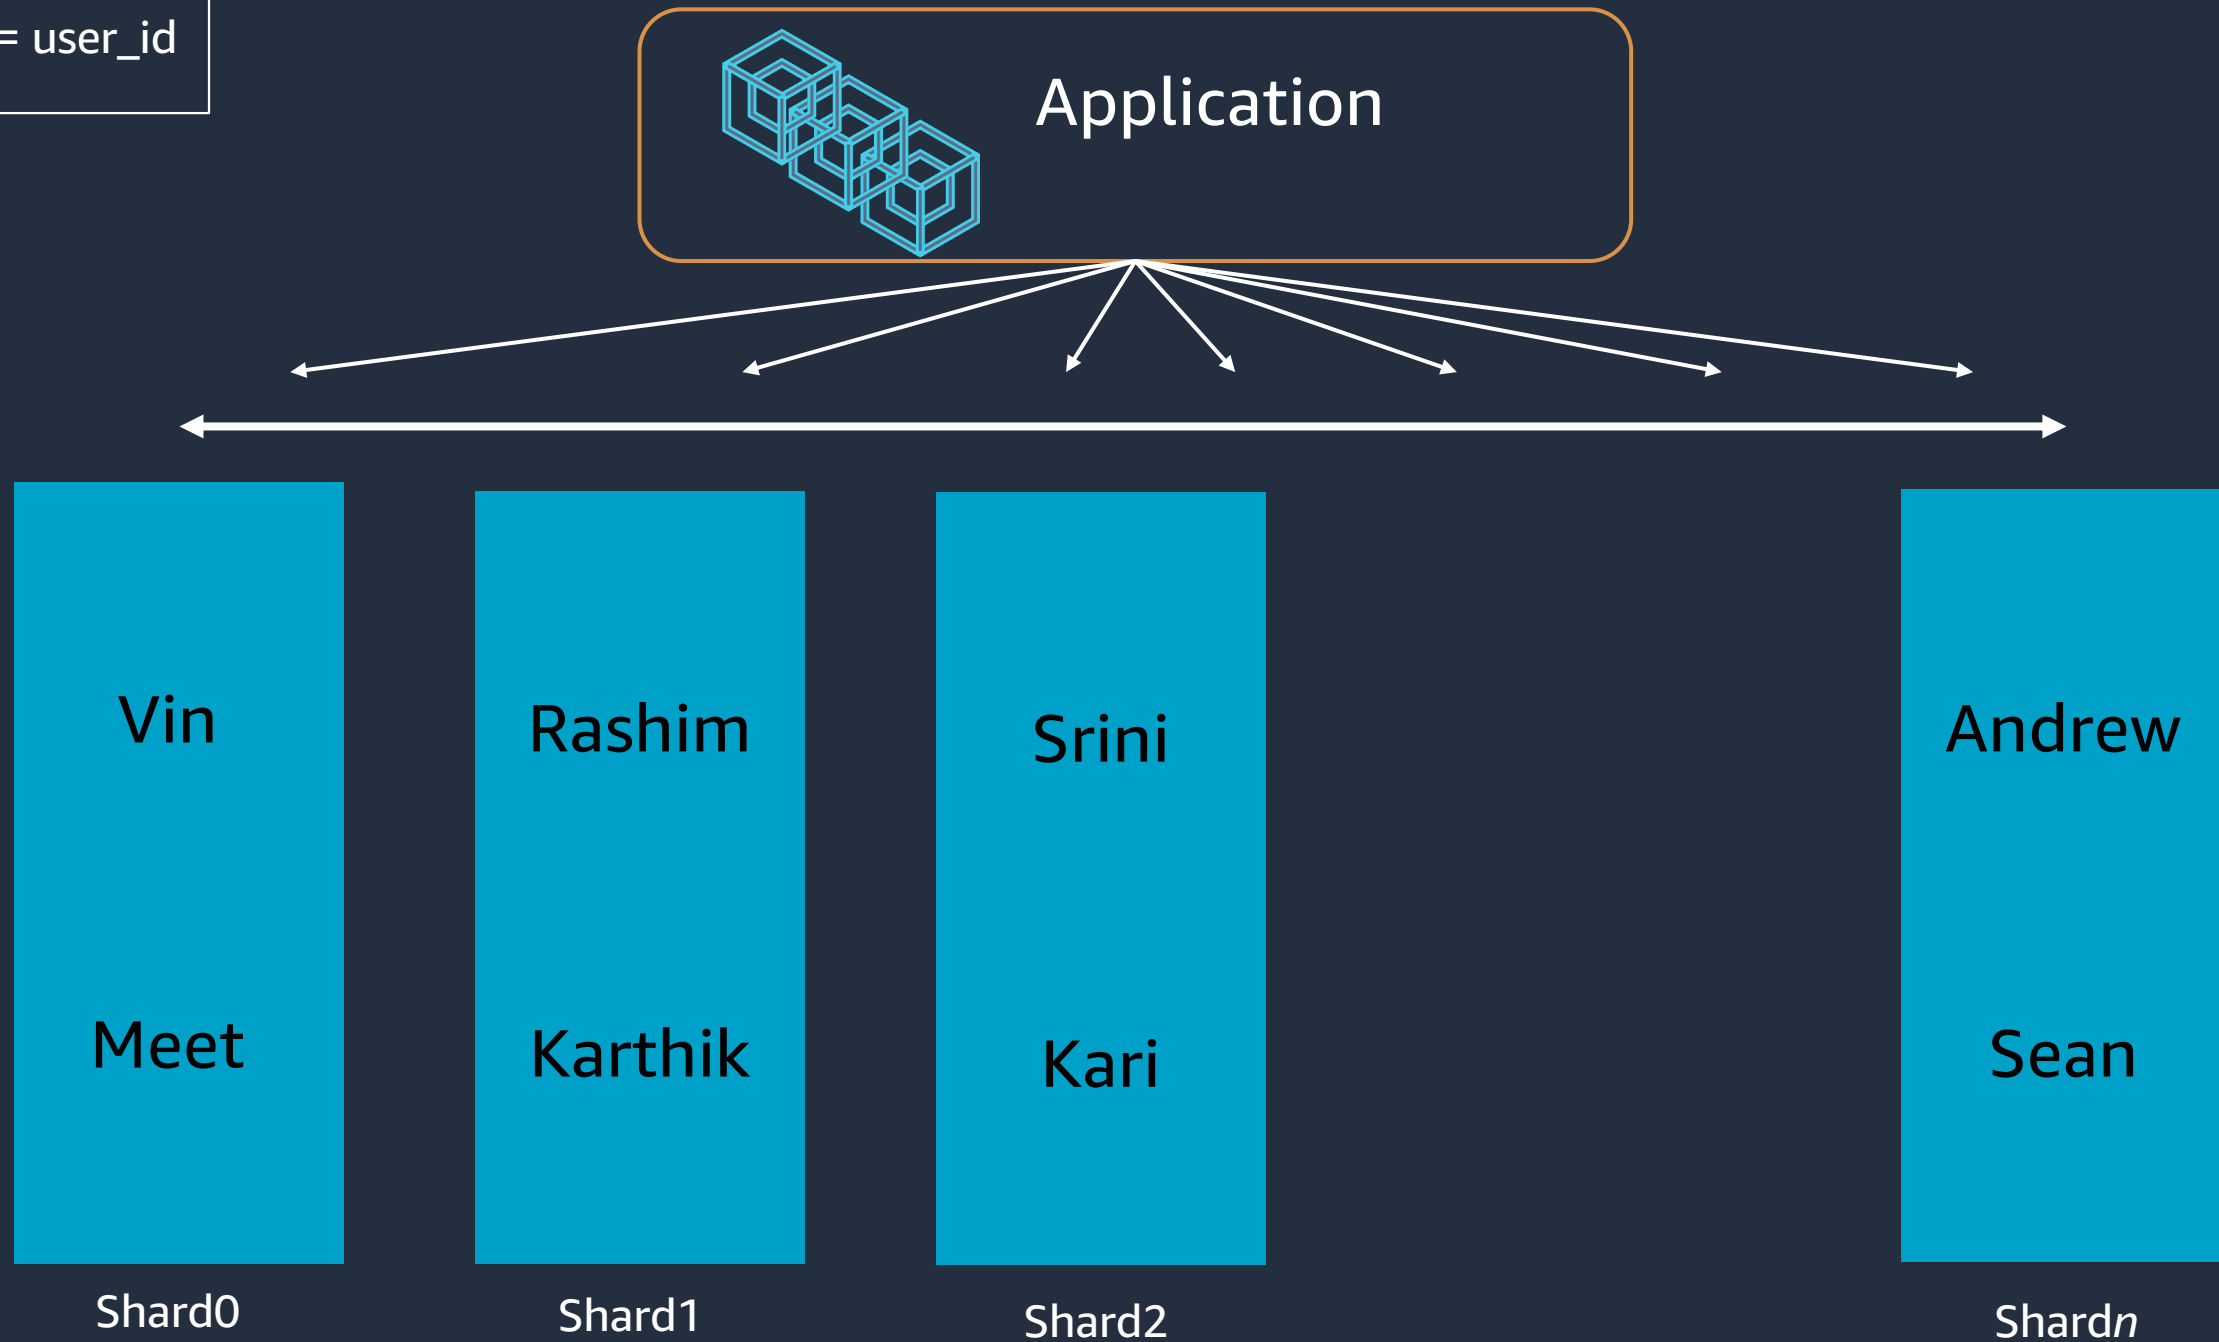 = user_id
Application
Vin
Rashim
Srini
Andrew
Meet
Karthik
Kari
Sean
Shard0
Shard1
Shard2
Shardn